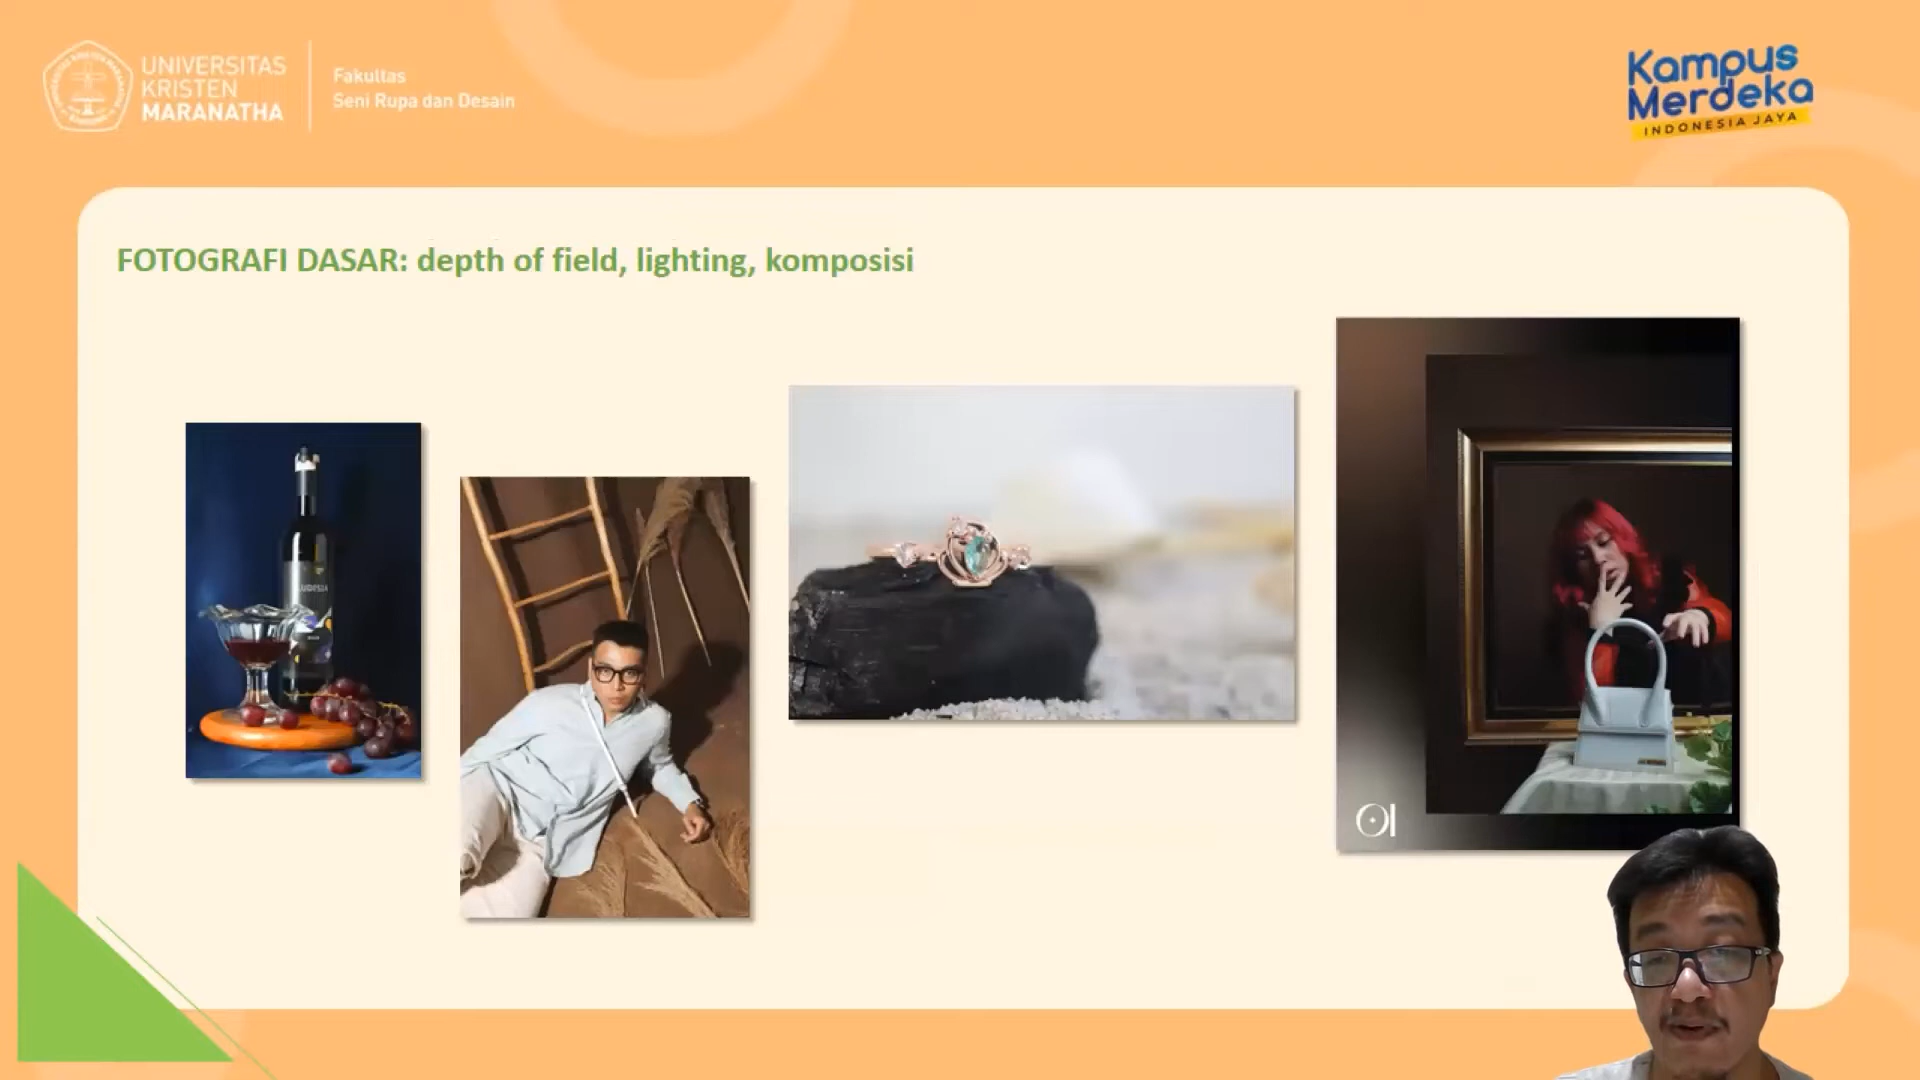 UNIVERSITAS
KRISTEN
MARANATHA
Fakultas
Seni Rupa dan Desain
Kampus
Merdeka
INDONESIA JAYA
FOTOGRAFI DASAR: depth of field, lighting, komposisi